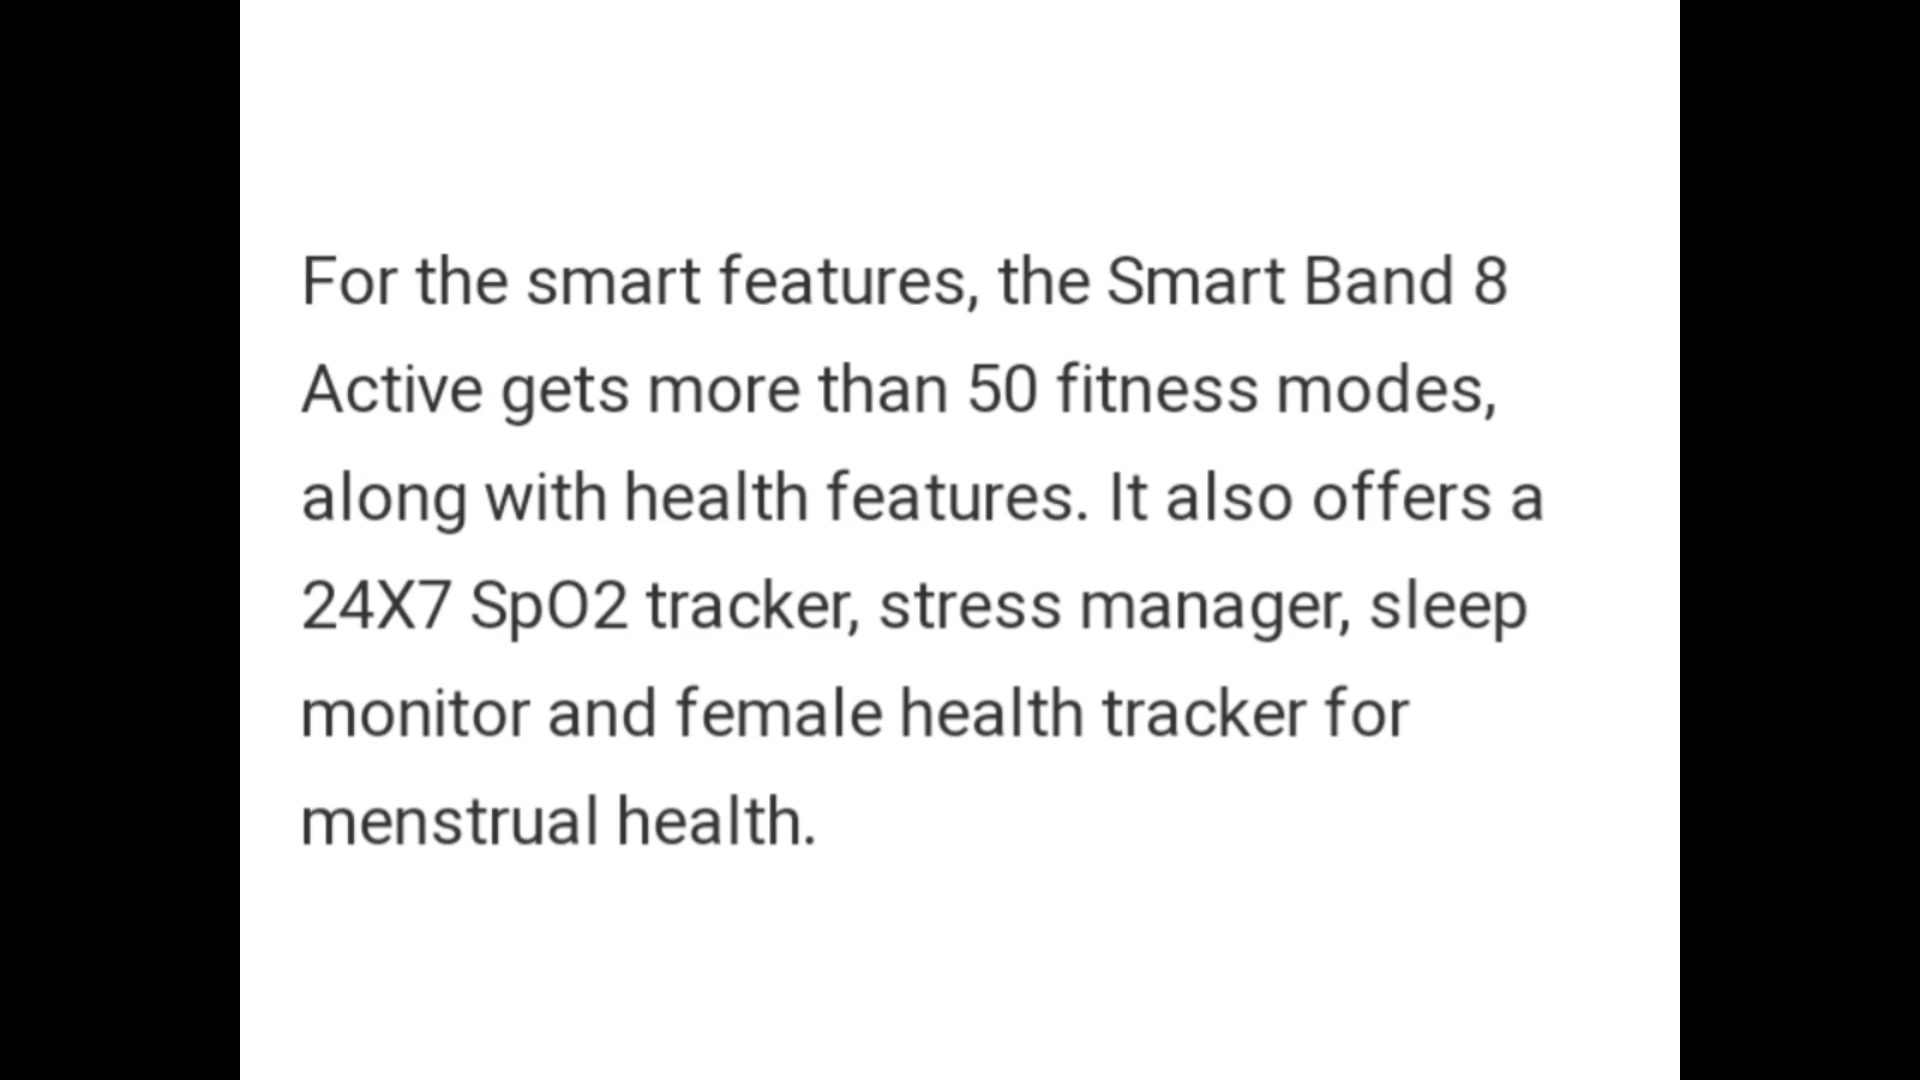 For the smart features, the Smart Band 8
Active gets more than 50 fitness modes,
along with health features. It also offers a
24X7 SpO2 tracker, stress manager, sleep
monitor and female health tracker for
menstrual health.